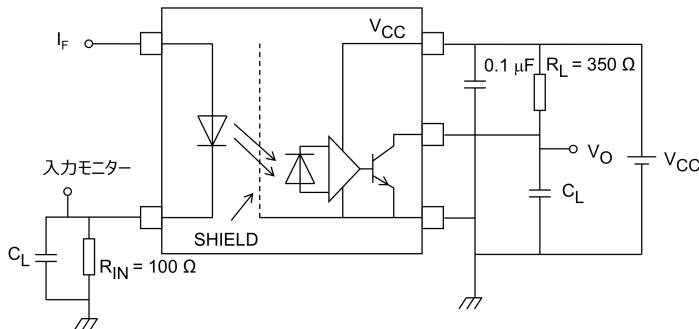 I_F
V_CC
0.1 μF
R_L = 350 Ω
入力モニター
V_O
V_CC
C_L
SHIELD
C_L
R_IN = 100 Ω